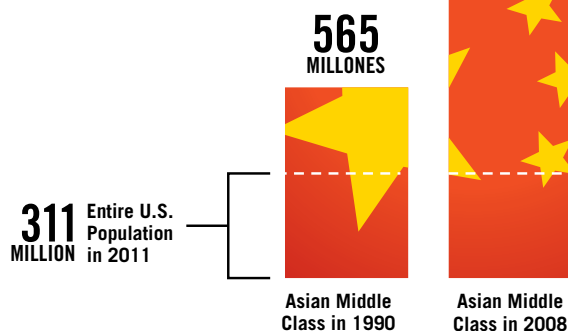 565
MILLONES
311
MILLION
Entire U.S.
Population
in 2011
Asian Middle
Class in 1990
Asian Middle
Class in 2008